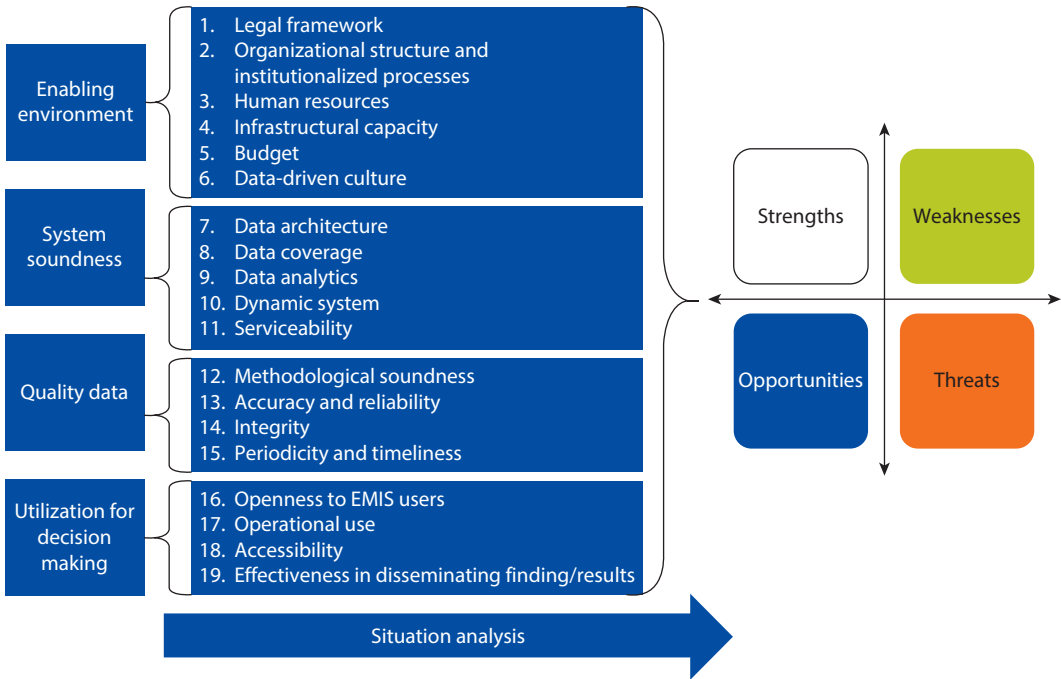 Enabling
environment
1. Legal framework
2. Organizational structure and
institutionalized processes
3. Human resources
4. Infrastructural capacity
5. Budget
6. Data-driven culture
System
soundness
7. Data architecture
8. Data coverage
9. Data analytics
10. Dynamic system
11. Serviceability
Quality data
12. Methodological soundness
13. Accuracy and reliability
14. Integrity
15. Periodicity and timeliness
Utilization for
decision
making
16. Openness to EMIS users
17. Operational use
18. Accessibility
19. Effectiveness in disseminating finding/results
Strengths
Weaknesses
Opportunities
Threats
Situation analysis